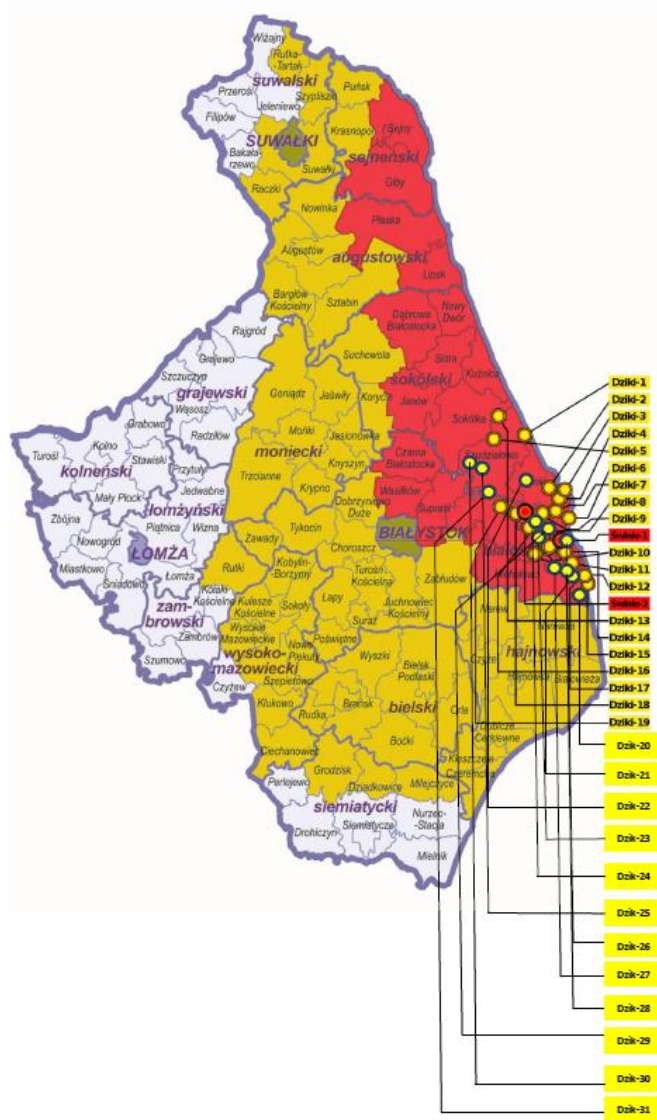 Wiżajny
Rutka-
Tartak
suwalski
Puńsk
Przerośl
Szypliszki
Jeleniewo
Filipów
Krasnopol
Sejny
SUWAŁKI
Bakała-
rzewo
sejneński
Suwałki
Giby
Raczki
Nowinka
Płaska
Augustów
augustowski
Lipsk
Bargłów
Kościelny
Sztabin
Nowy
Dwór
Dąbrowa
Białostocka
Rajgród
Suchowola
Sidra
Grajewo
Kuźnica
Szczuczyn
sokólski
grajewski
Goniądz
Jaświły
Korycin
Janów
Wąsosz
Grabowo
Mońki
Sokółka
Kolno
Radziłów
moniecki
Jasionówka
Turośl
Stawiski
Czarna
Białostocka
kolneński
Przytuły
Trzcianne
Knyszyn
Mały Płock
Jedwabne
Krypno
Wasilków
Zbójna
łomżyński
Dobrzyniewo
Duże
Supraśl
Piątnica
Wizna
Tykocin
Nowogród
BIAŁYSTOK
ŁOMŻA
Zawady
Choroszcz
Miastkowo
Śniadowo
Łomża
Rutki
Kobylin-
Borzymy
Turośń
Kościelna
Zabłudów
Kołaki
Kościelne
Kulesze
Kościelne
Sokoły
Łapy
Juchnowiec
Kościelny
zam-
browski
Suraż
Narew
Narewka
Zambrów
Wysokie
Mazowieckie
Poświętne
Szumowo
Nowe
Piekuty
Wyszki
Czyże
hajnowski
wysoko-
mazowiecki
Szepietowo
Bielsk
Podlaski
Hajnówka
Białowieża
Czyżew
Klukowo
Brańsk
bielski
Orla
Rudka
Dubicze
Cerkiewne
Boćki
Ciechanowiec
Kleszczele
Grodzisk
Czeremcha
Perlejewo
Dziadkowice
Milejczyce
siemiatycki
Nurzec-
-Stacja
Drohiczyn
Siemiatycze
Mielnik
Dziki-1
Dziki-2
Dziki-3
Dziki-4
Dziki-5
Dziki-6
Dziki-7
Dziki-8
Dziki-9
Dziki-10
Dziki-11
Dziki-12
Dziki-13
Dziki-14
Dziki-15
Dziki-16
Dziki-17
Dziki-18
Dziki-19
Dzik-20
Dzik-21
Dzik-22
Dzik-23
Dzik-24
Dzik-25
Dzik-26
Dzik-27
Dzik-28
Dzik-29
Dzik-30
Dzik-31